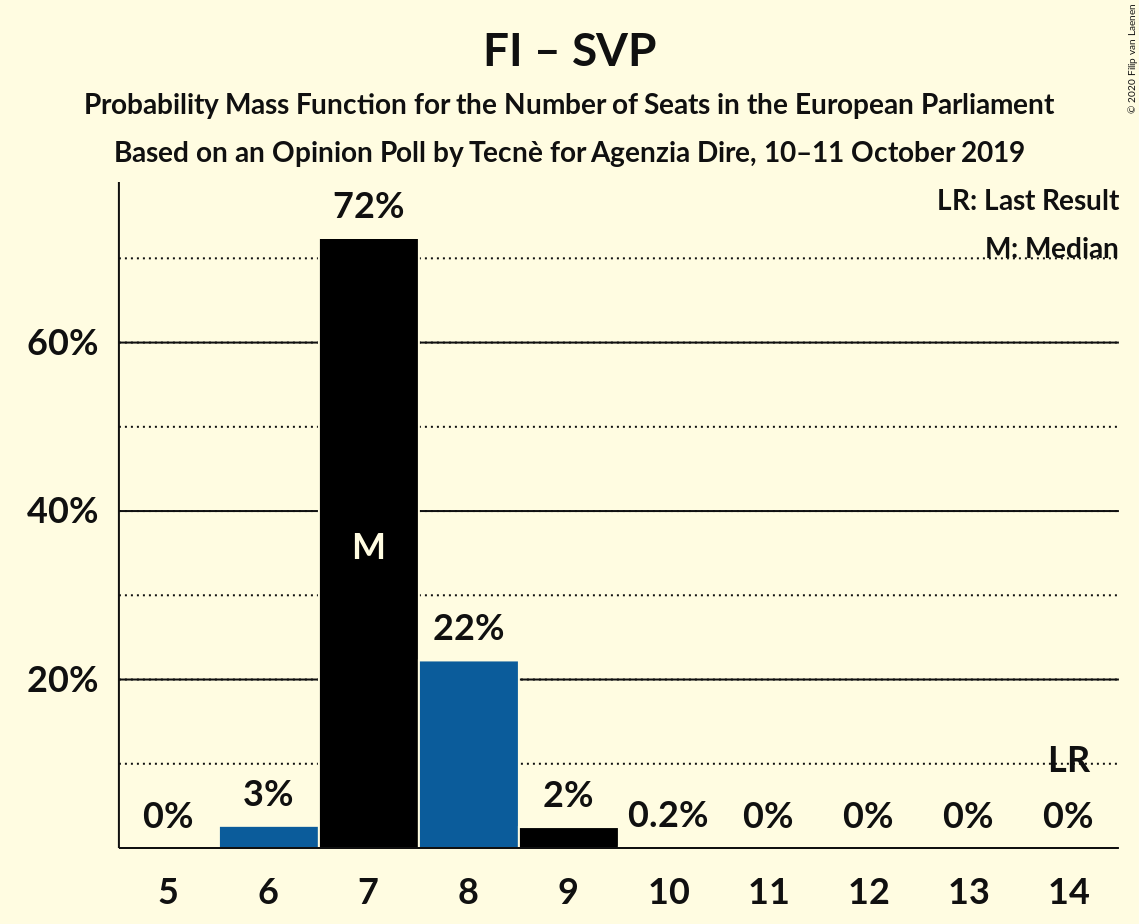 FI – SVP
Probability Mass Function for the Number of Seats in the European Parliament
Based on an Opinion Poll by Tecnè for Agenzia Dire, 10–11 October 2019
© 2020 Filip van Laenen
LR: Last Result
M: Median
72%
60%
40%
M
22%
20%
LR
0%
3%
2%
0.2%
0%
0%
0%
0%
5 6 7 8 9 10 11 12 13 14